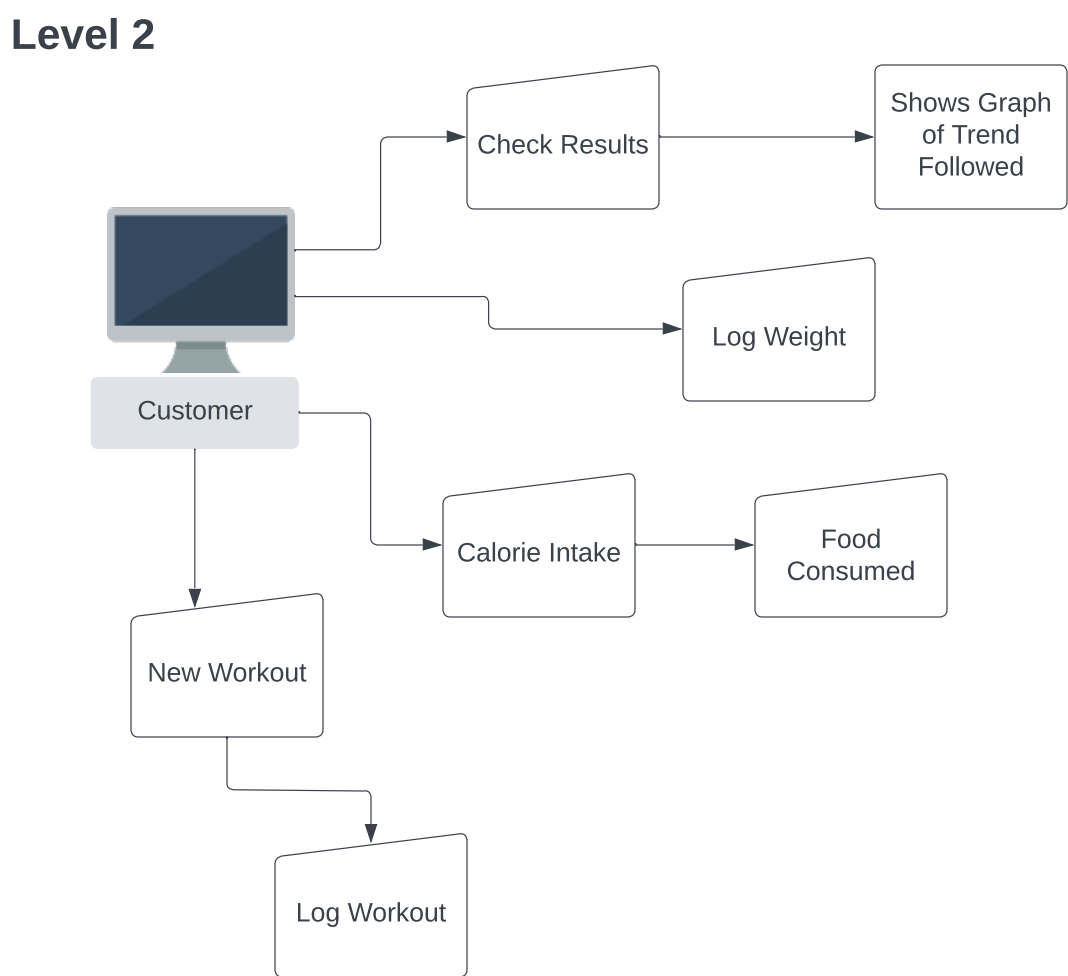 Level 2
Check Results
Shows Graph
of Trend
Followed
Log Weight
Customer
Calorie Intake
Food
Consumed
New Workout
Log Workout